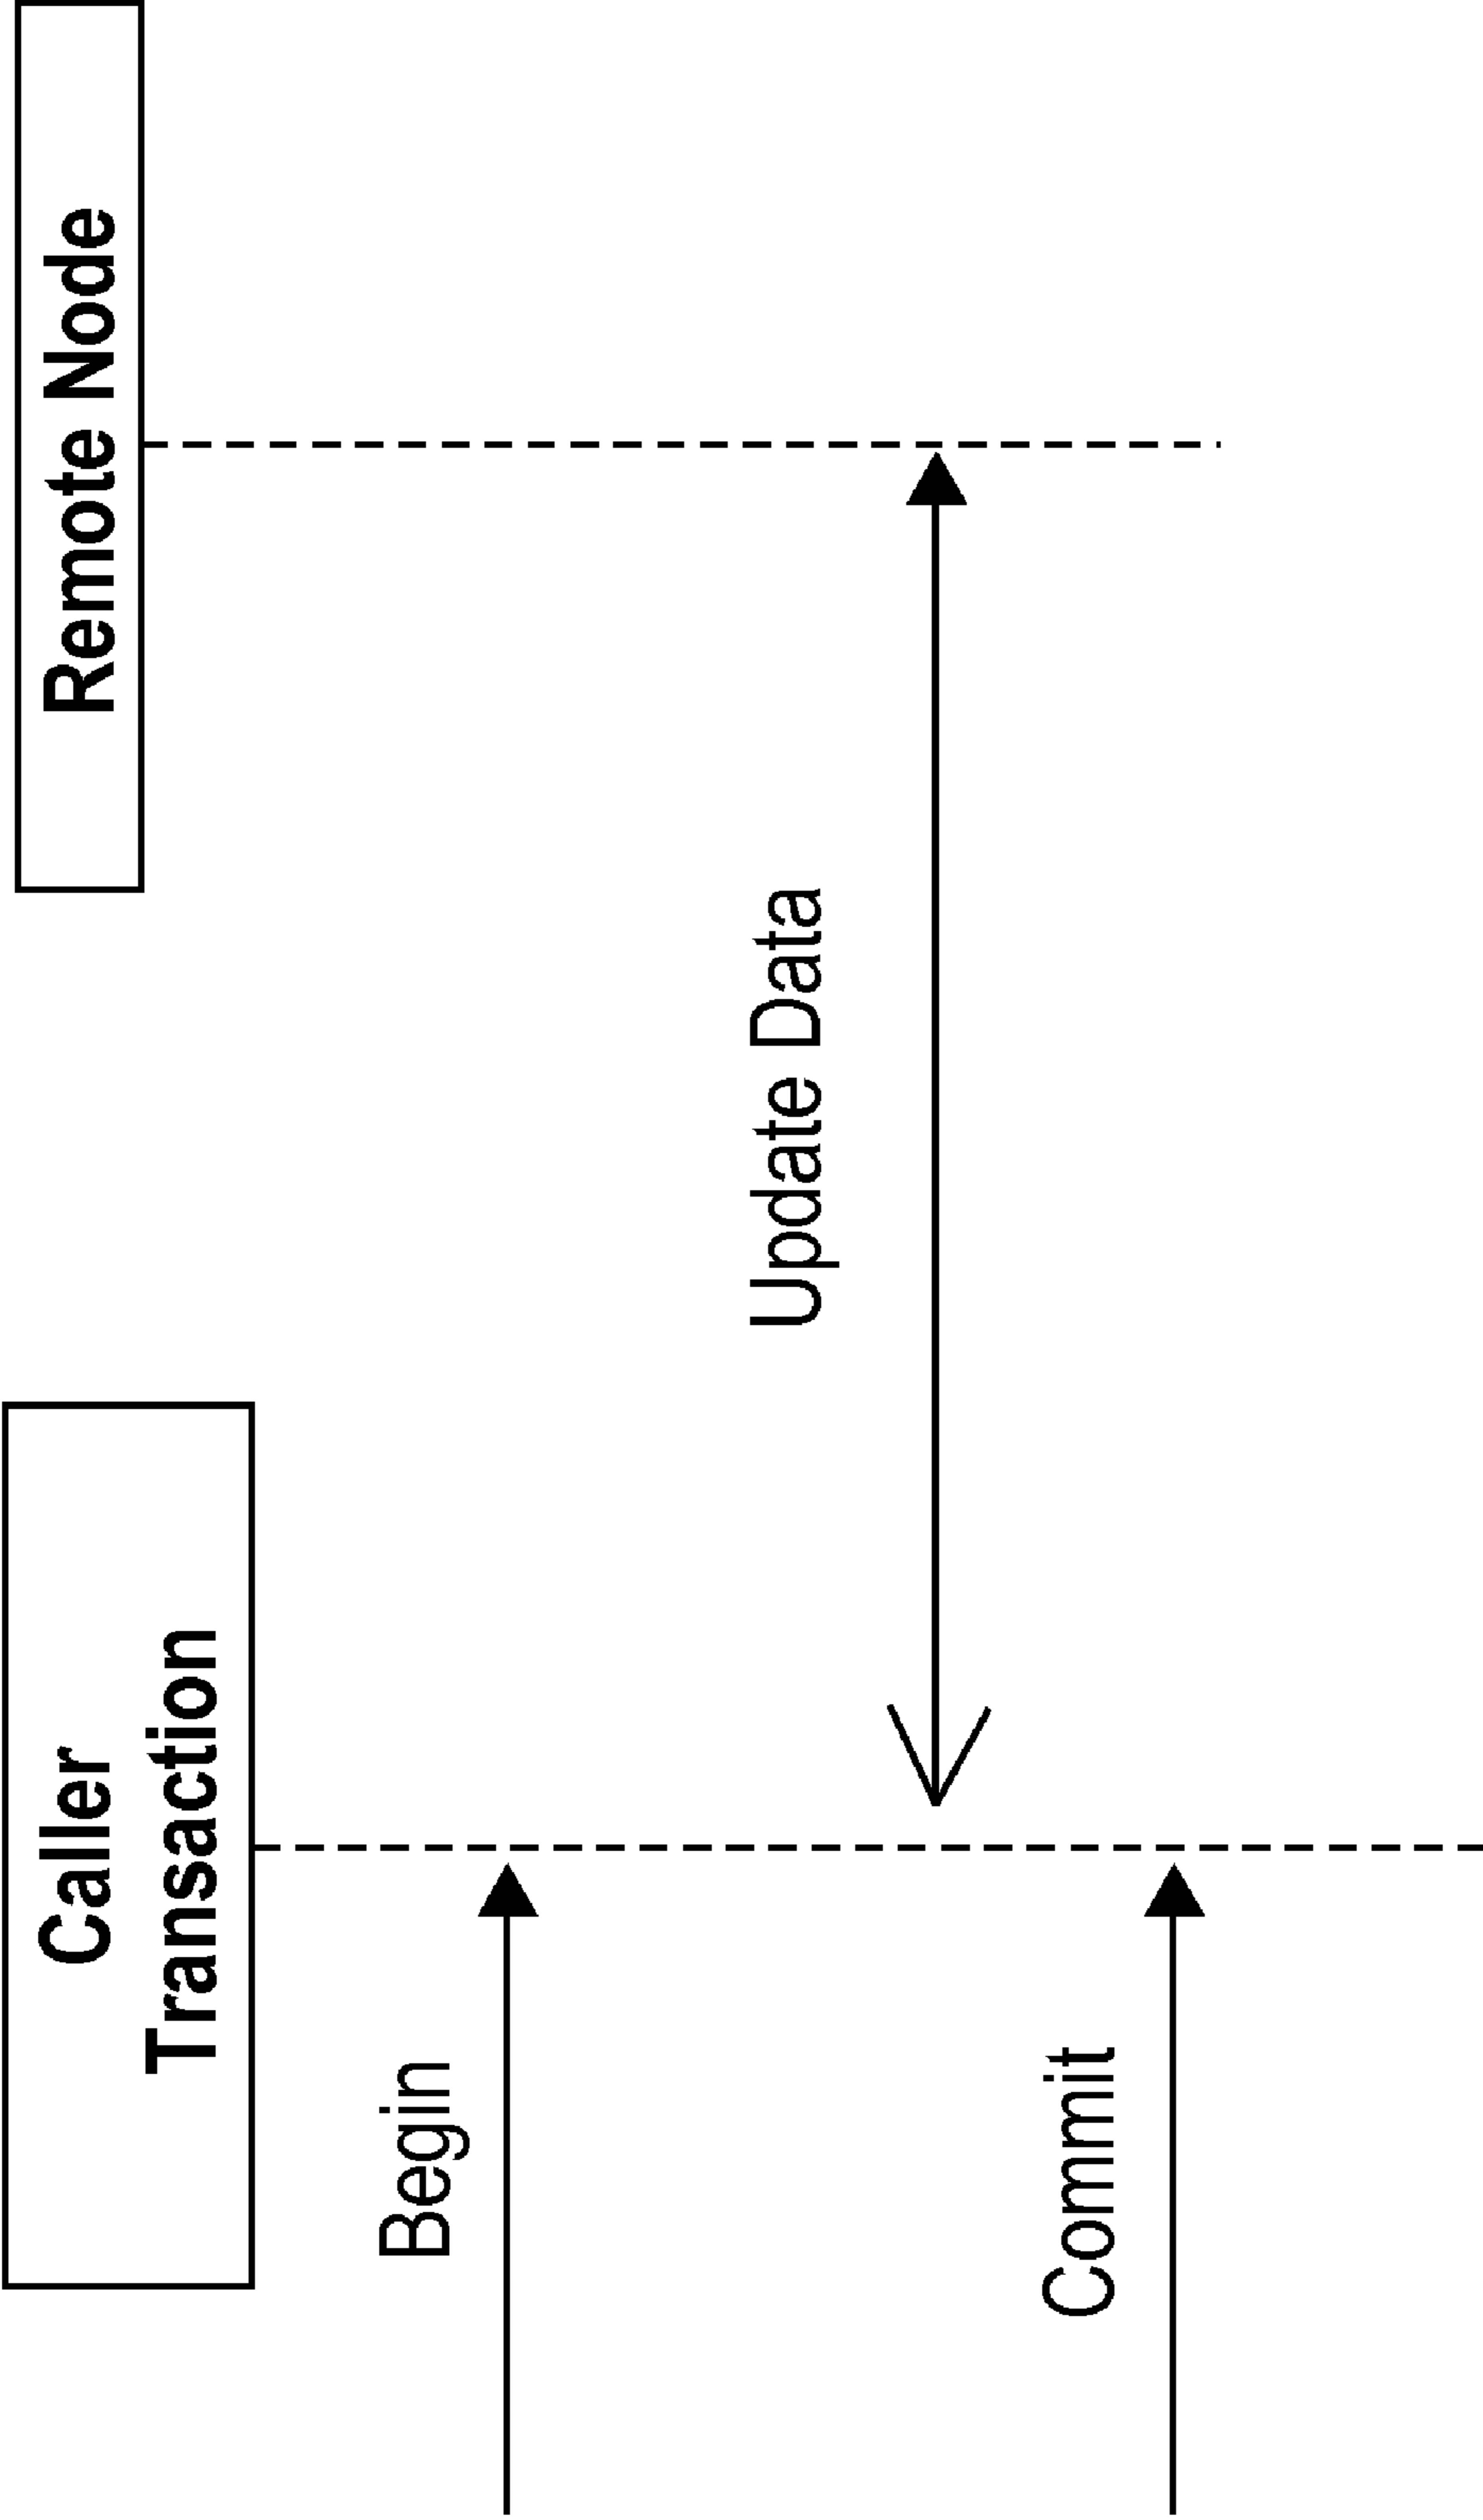 Caller
Transaction
Remote Node
Begin
Update Data
Commit